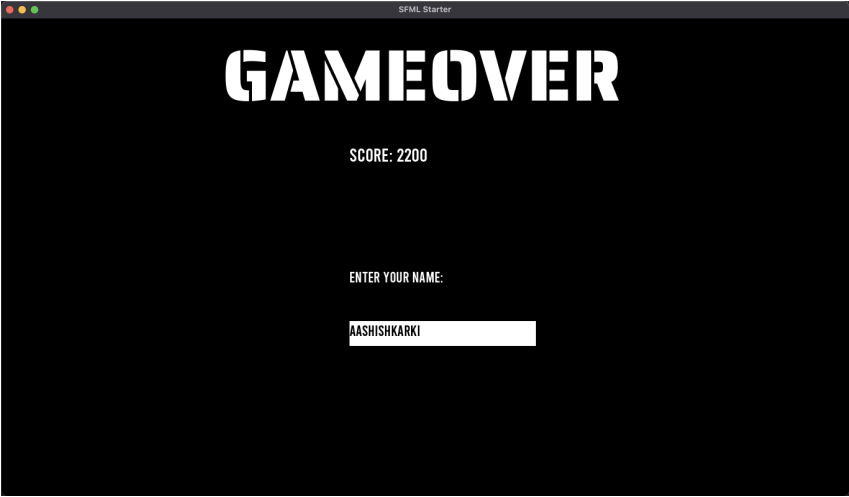 SFML Starter
GAMEOVER
SCORE: 2200
ENTER YOUR NAME:
AASHISHKARKI